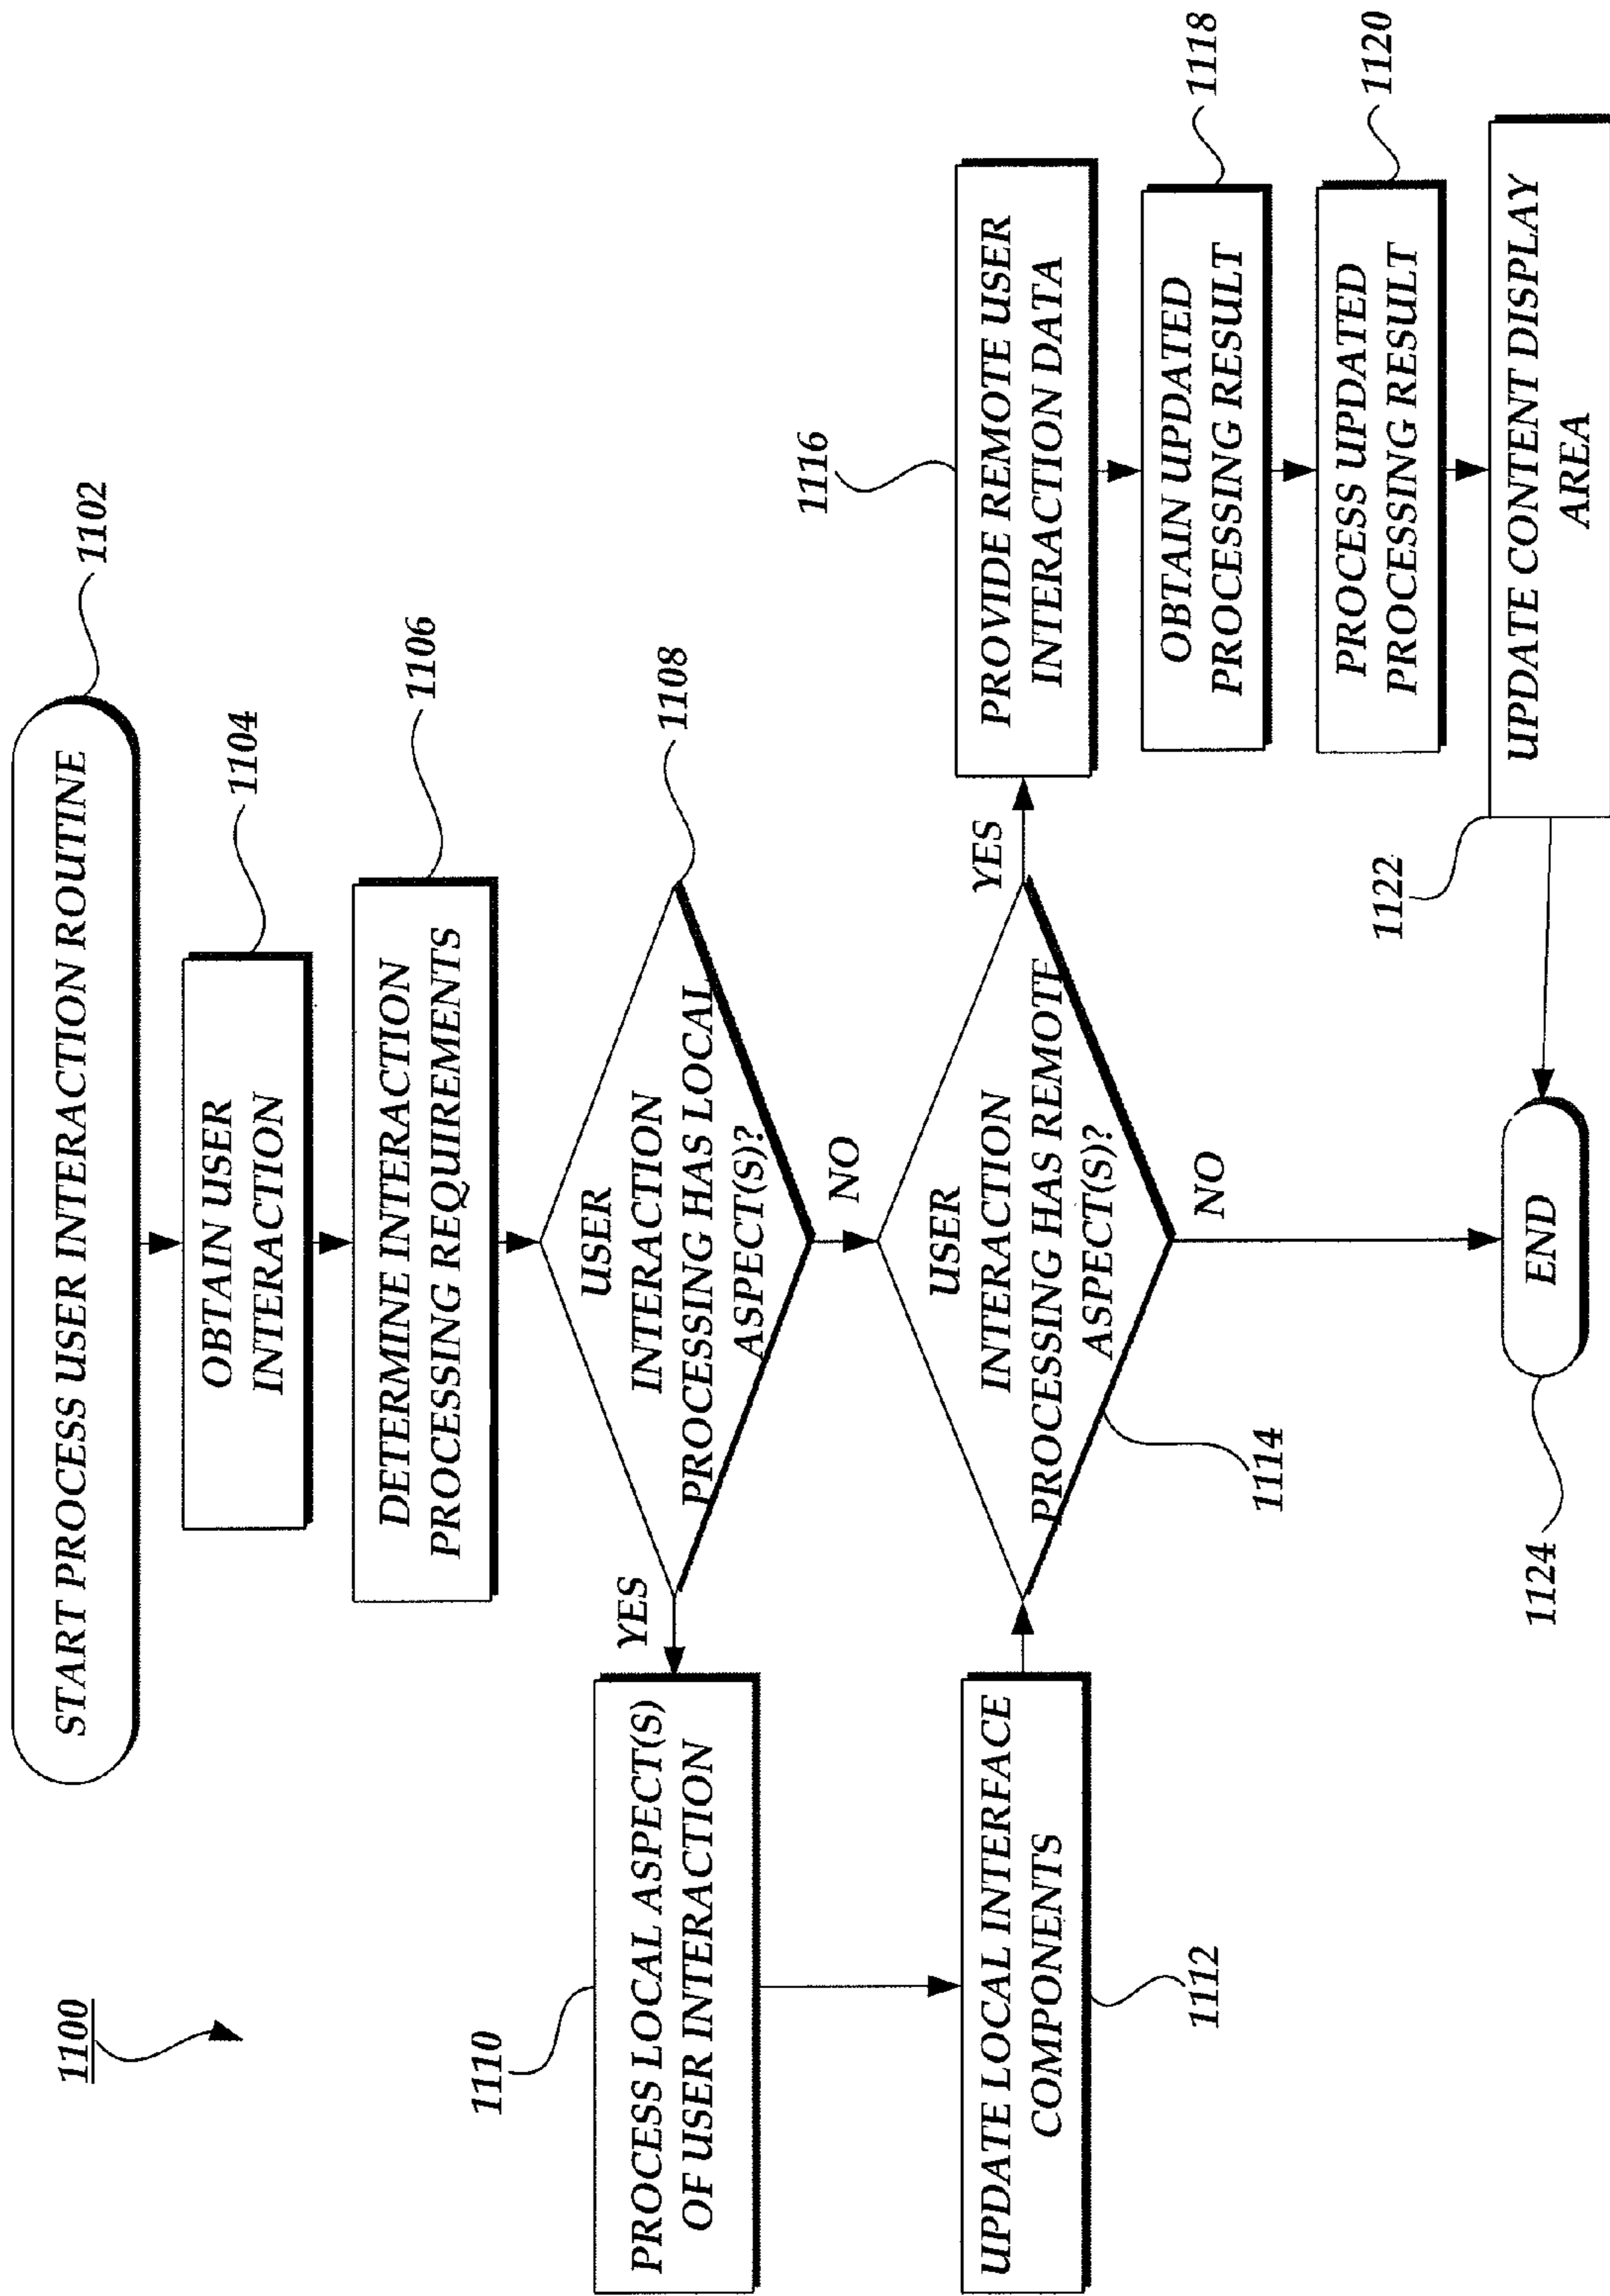 1100
START PROCESS USER INTERACTION ROUTINE
1102
OBTAIN USER
INTERACTION
1104
DETERMINE INTERACTION
PROCESSING REQUIREMENTS
1106
USER
INTERACTION
PROCESSING HAS LOCAL
ASPECT(S)?
1108
YES
NO
1110
PROCESS LOCAL ASPECT(S)
OF USER INTERACTION
UPDATE LOCAL INTERFACE
COMPONENTS
1112
USER
INTERACTION
PROCESSING HAS REMOTE
ASPECT(S)?
1114
YES
NO
1116
PROVIDE REMOTE USER
INTERACTION DATA
OBTAIN UPDATED
PROCESSING RESULT
1118
PROCESS UPDATED
PROCESSING RESULT
1120
UPDATE CONTENT DISPLAY
AREA
1122
END
1124